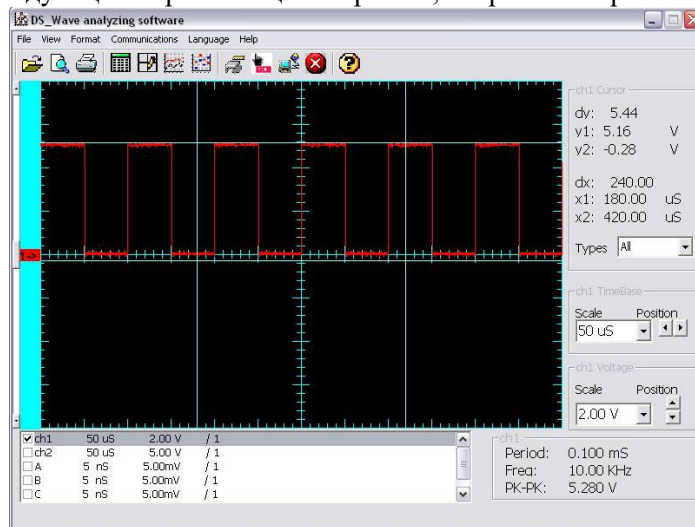 DS_Wave analyzing software
File View Format Communications Language Help
ch1 Cursor
dy: 5.44
y1: 5.16 V
y2: -0.28 V
dx: 240.00
x1: 180.00 uS
x2: 420.00 uS
Types All
ch1 TimeBase
Scale Position
50 uS
ch1 Voltage
Scale Position
2.00 V
ch1 50 uS 2.00 V / 1
ch2 50 uS 5.00 V / 1
A 5 nS 5.00mV / 1
B 5 nS 5.00mV / 1
C 5 nS 5.00mV / 1
ch1
Period: 0.100 mS
Freq: 10.00 KHz
PK-PK: 5.280 V